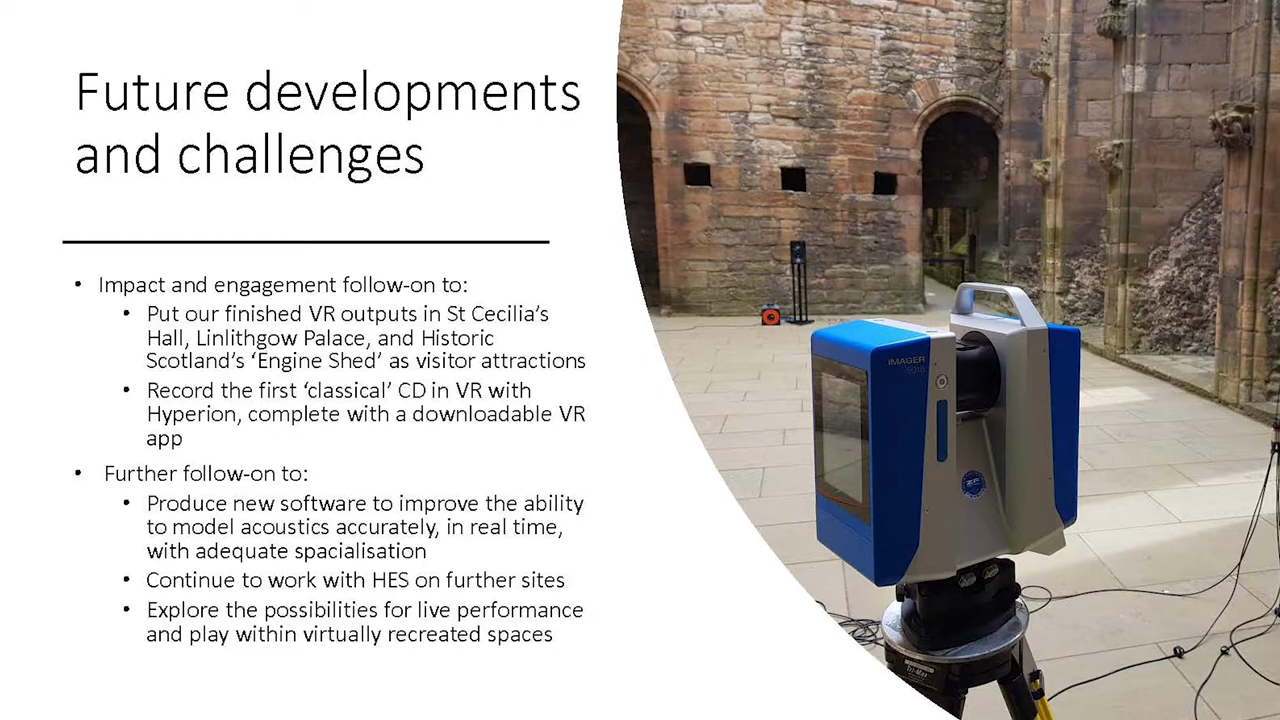 Future developments
and challenges
• Impact and engagement follow-on to:
• Put our finished VR outputs in St Cecilia's
Hall, Linlithgow Palace, and Historic
Scotland's 'Engine Shed' as visitor attractions
• Record the first 'classical' CD in VR with
Hyperion, complete with a downloadable VR
app
• Further follow-on to:
• Produce new software to improve the ability
to model acoustics accurately, in real time,
with adequate spacialisation
• Continue to work with HES on further sites
• Explore the possibilities for live performance
and play within virtually recreated spaces
IMAGER
ZF
Tri-Max